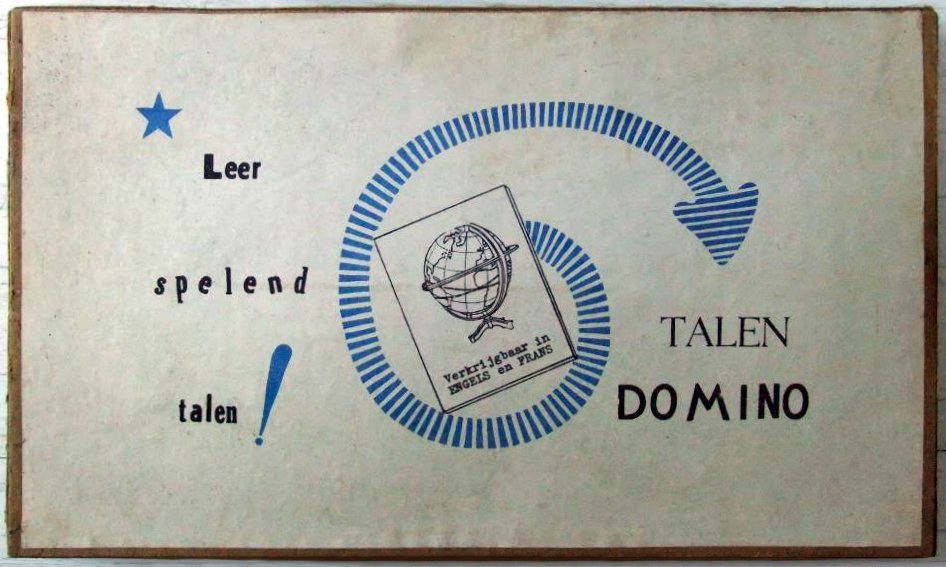 Leer
spelend
talen!
Verkrijgbaar in
ENGELS en FRANS
TALEN
DOMINO